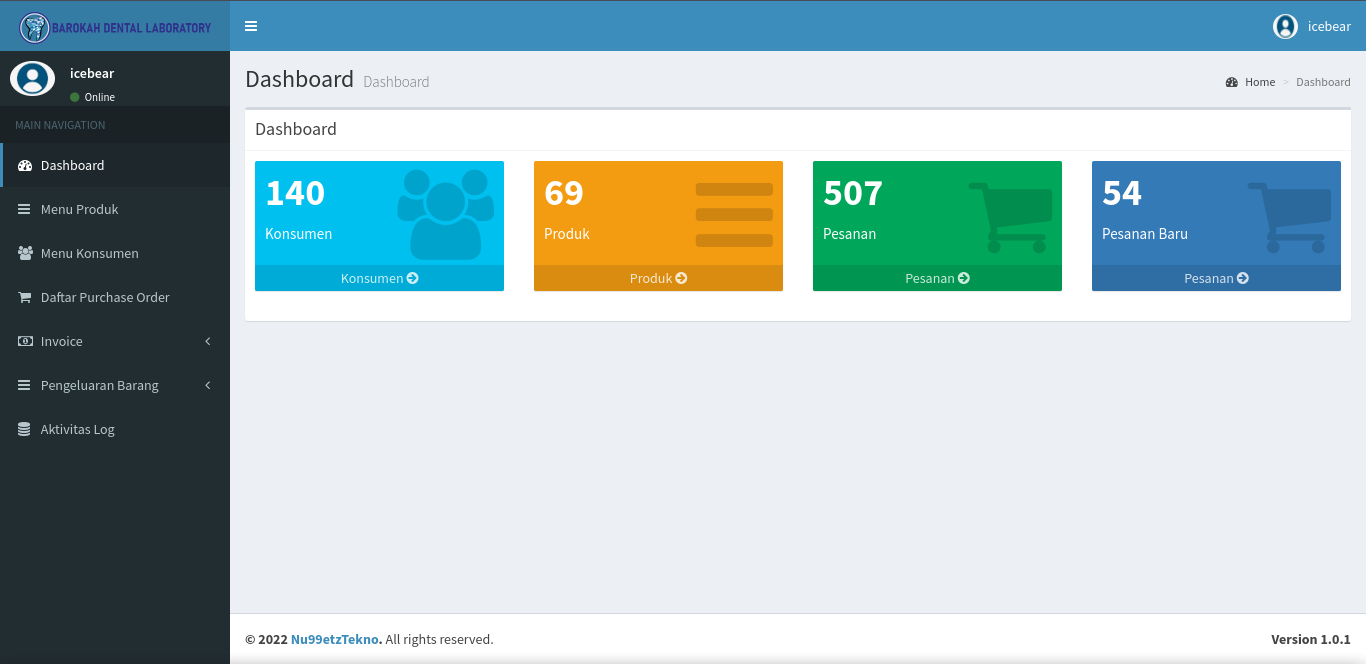 BAROKAH DENTAL LABORATORY
icebear
icebear
Online
MAIN NAVIGATION
Dashboard
Menu Produk
Menu Konsumen
Daftar Purchase Order
Invoice
Pengeluaran Barang
Aktivitas Log
Dashboard Dashboard
Home > Dashboard
Dashboard
140
Konsumen
Konsumen
69
Produk
Produk
507
Pesanan
Pesanan
54
Pesanan Baru
Pesanan
© 2022 Nu99etzTekno. All rights reserved.
Version 1.0.1